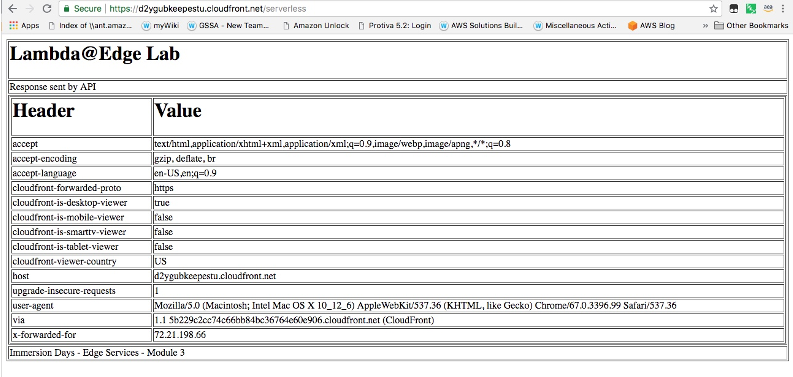 Secure | https://d2ygubkeepestu.cloudfront.net/serverless
Apps Index of \\ant.amaz... myWiki GSSA - New Team... Amazon Unlock Protiva 5.2: Login AWS Solutions Buil... Miscellaneous Acti... AWS Blog >> Other Bookmarks
Lambda@Edge Lab
Response sent by API
Header Value
accept text/html,application/xhtml+xml,application/xml;q=0.9,image/webp,image/apng,*/*;q=0.8
accept-encoding gzip, deflate, br
accept-language en-US,en;q=0.9
cloudfront-forwarded-proto https
cloudfront-is-desktop-viewer true
cloudfront-is-mobile-viewer false
cloudfront-is-smarttv-viewer false
cloudfront-is-tablet-viewer false
cloudfront-viewer-country US
host d2ygubkeepestu.cloudfront.net
upgrade-insecure-requests 1
user-agent Mozilla/5.0 (Macintosh; Intel Mac OS X 10_12_6) AppleWebKit/537.36 (KHTML, like Gecko) Chrome/67.0.3396.99 Safari/537.36
via 1.1 5b229c2cc74c66bb84bc36764e60e906.cloudfront.net (CloudFront)
x-forwarded-for 72.21.198.66
Immersion Days - Edge Services - Module 3